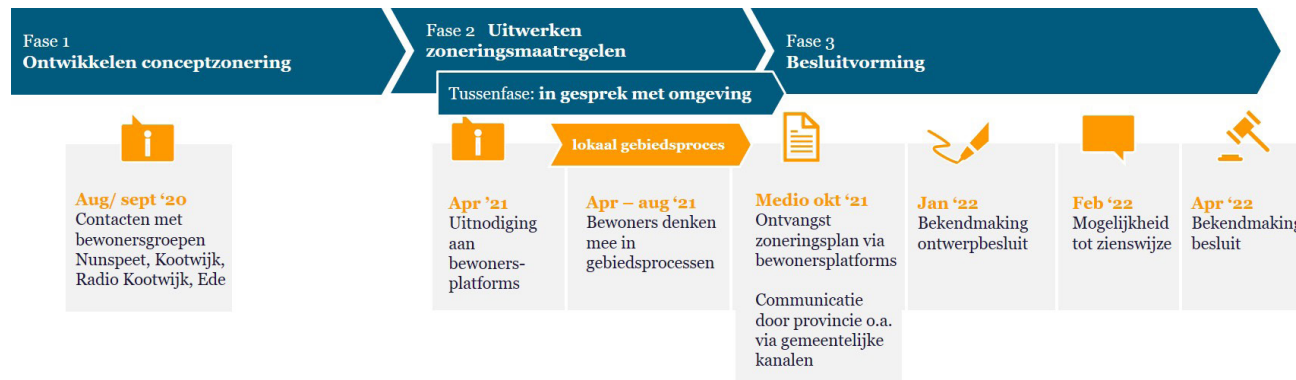 Fase 1
Ontwikkelen conceptzonering
Fase 2 Uitwerken
zoneringsmaatregelen
Fase 3
Besluitvorming
Tussenfase: in gesprek met omgeving
lokaal gebiedsproces
Aug/ sept ‘20
Contacten met
bewonersgroepen
Nunspeet, Kootwijk,
Radio Kootwijk, Ede
Apr ’21
Uitnodiging
aan
bewoners-
platforms
Apr – aug ‘21
Bewoners denken
mee in
gebiedsprocessen
Medio okt ‘21
Ontvangst
zoneringsplan via
bewonersplatforms
Communicatie
door provincie o.a.
via gemeentelijke
kanalen
Jan ‘22
Bekendmaking
ontwerpbesluit
Feb ‘22
Mogelijkheid
tot zienswijze
Apr ‘22
Bekendmaking
besluit